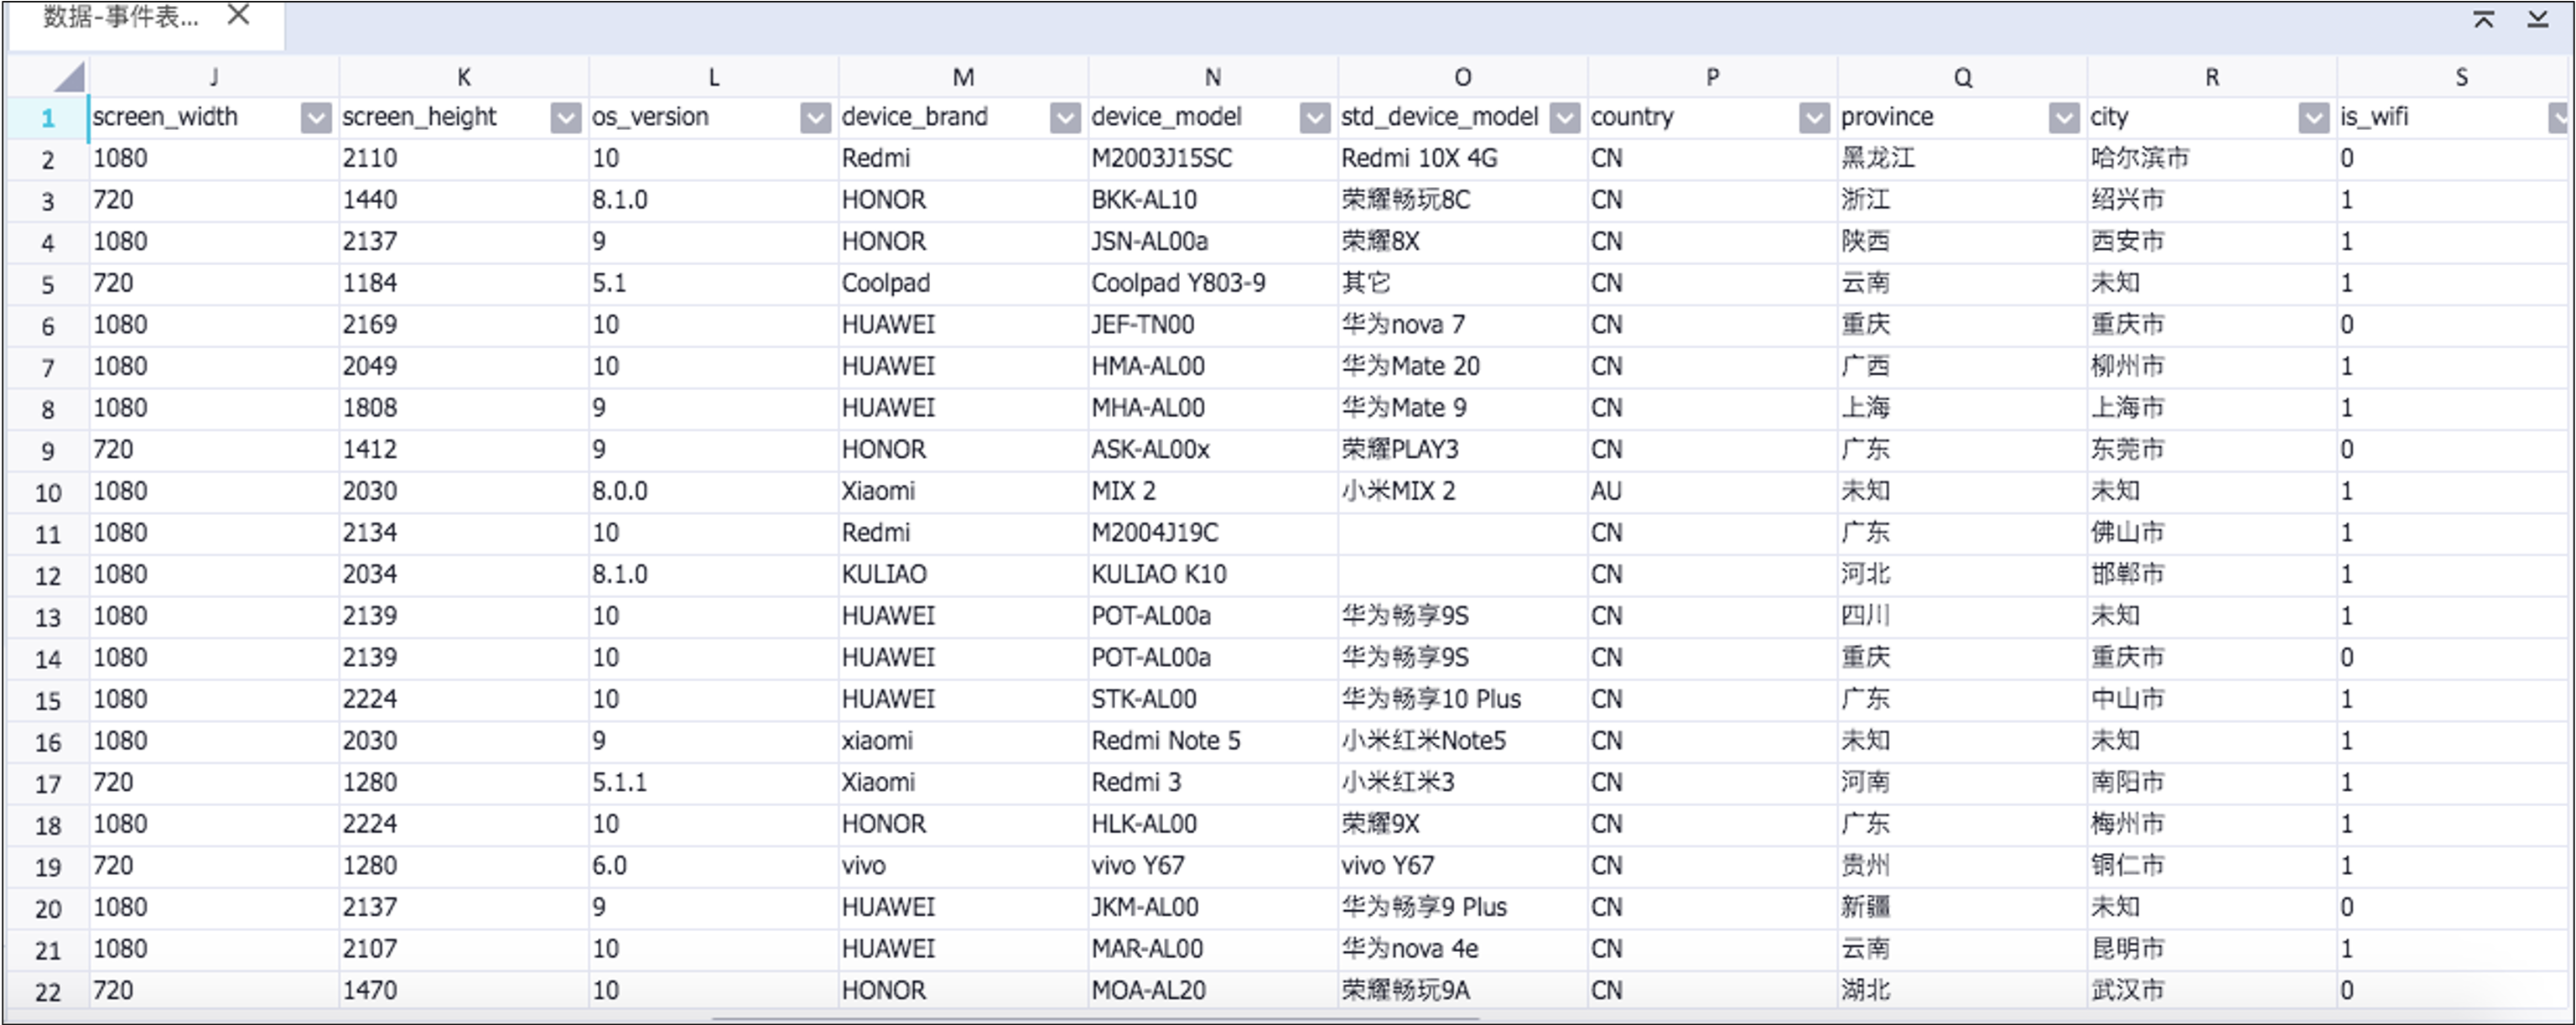 数据-事件表...
J K L M N O P Q R S
1 screen_width screen_height os_version device_brand device_model std_device_model country province city is_wifi
2 1080 2110 10 Redmi M2003J15SC Redmi 10X 4G CN 黑龙江 哈尔滨市 0
3 720 1440 8.1.0 HONOR BKK-AL10 荣耀畅玩8C CN 浙江 绍兴市 1
4 1080 2137 9 HONOR JSN-AL00a 荣耀8X CN 陕西 西安市 1
5 720 1184 5.1 Coolpad Coolpad Y803-9 其它 CN 云南 未知 1
6 1080 2169 10 HUAWEI JEF-TN00 华为nova 7 CN 重庆 重庆市 0
7 1080 2049 10 HUAWEI HMA-AL00 华为Mate 20 CN 广西 柳州市 1
8 1080 1808 9 HUAWEI MHA-AL00 华为Mate 9 CN 上海 上海市 1
9 720 1412 9 HONOR ASK-AL00x 荣耀PLAY3 CN 广东 东莞市 0
10 1080 2030 8.0.0 Xiaomi MIX 2 小米MIX 2 AU 未知 未知 1
11 1080 2134 10 Redmi M2004J19C CN 广东 佛山市 1
12 1080 2034 8.1.0 KULIAO KULIAO K10 CN 河北 邯郸市 1
13 1080 2139 10 HUAWEI POT-AL00a 华为畅享9S CN 四川 未知 1
14 1080 2139 10 HUAWEI POT-AL00a 华为畅享9S CN 重庆 重庆市 0
15 1080 2224 10 HUAWEI STK-AL00 华为畅享10 Plus CN 广东 中山市 1
16 1080 2030 9 xiaomi Redmi Note 5 小米红米Note5 CN 未知 未知 1
17 720 1280 5.1.1 Xiaomi Redmi 3 小米红米3 CN 河南 南阳市 1
18 1080 2224 10 HONOR HLK-AL00 荣耀9X CN 广东 梅州市 1
19 720 1280 6.0 vivo vivo Y67 vivo Y67 CN 贵州 铜仁市 1
20 1080 2137 9 HUAWEI JKM-AL00 华为畅享9 Plus CN 新疆 未知 0
21 1080 2107 10 HUAWEI MAR-AL00 华为nova 4e CN 云南 昆明市 1
22 720 1470 10 HONOR MOA-AL20 荣耀畅玩9A CN 湖北 武汉市 0